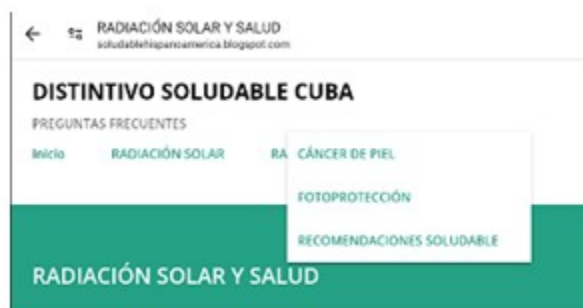 RADIACIÓN SOLAR Y SALUD
soludablehispanoamerica.blogspot.com
DISTINTIVO SOLUDABLE CUBA
PREGUNTAS FRECUENTES
Inicio RADIACIÓN SOLAR RA CÁNCER DE PIEL
FOTOPROTECCIÓN
RECOMENDACIONES SOLUDABLE
RADIACIÓN SOLAR Y SALUD